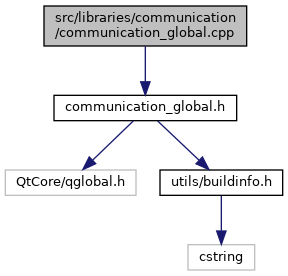 src/libraries/communication
/communication_global.cpp
communication_global.h
QtCore/qglobal.h
utils/buildinfo.h
cstring